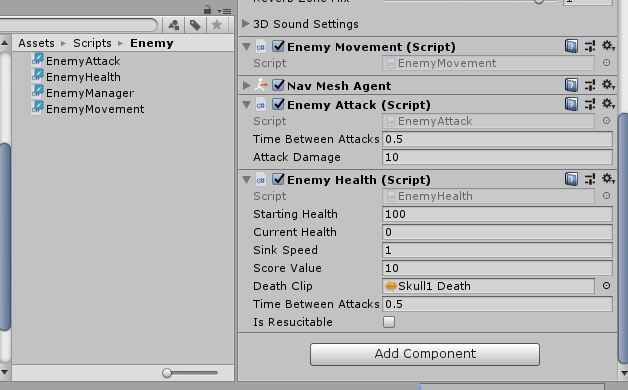 Assets ▸ Scripts ▸ Enemy
EnemyAttack
EnemyHealth
EnemyManager
EnemyMovement
1
3D Sound Settings
Enemy Movement (Script)
Script EnemyMovement
Nav Mesh Agent
Enemy Attack (Script)
Script EnemyAttack
Time Between Attacks 0.5
Attack Damage 10
Enemy Health (Script)
Script EnemyHealth
Starting Health 100
Current Health 0
Sink Speed 1
Score Value 10
Death Clip Skull1 Death
Time Between Attacks 0.5
Is Resucitable
Add Component